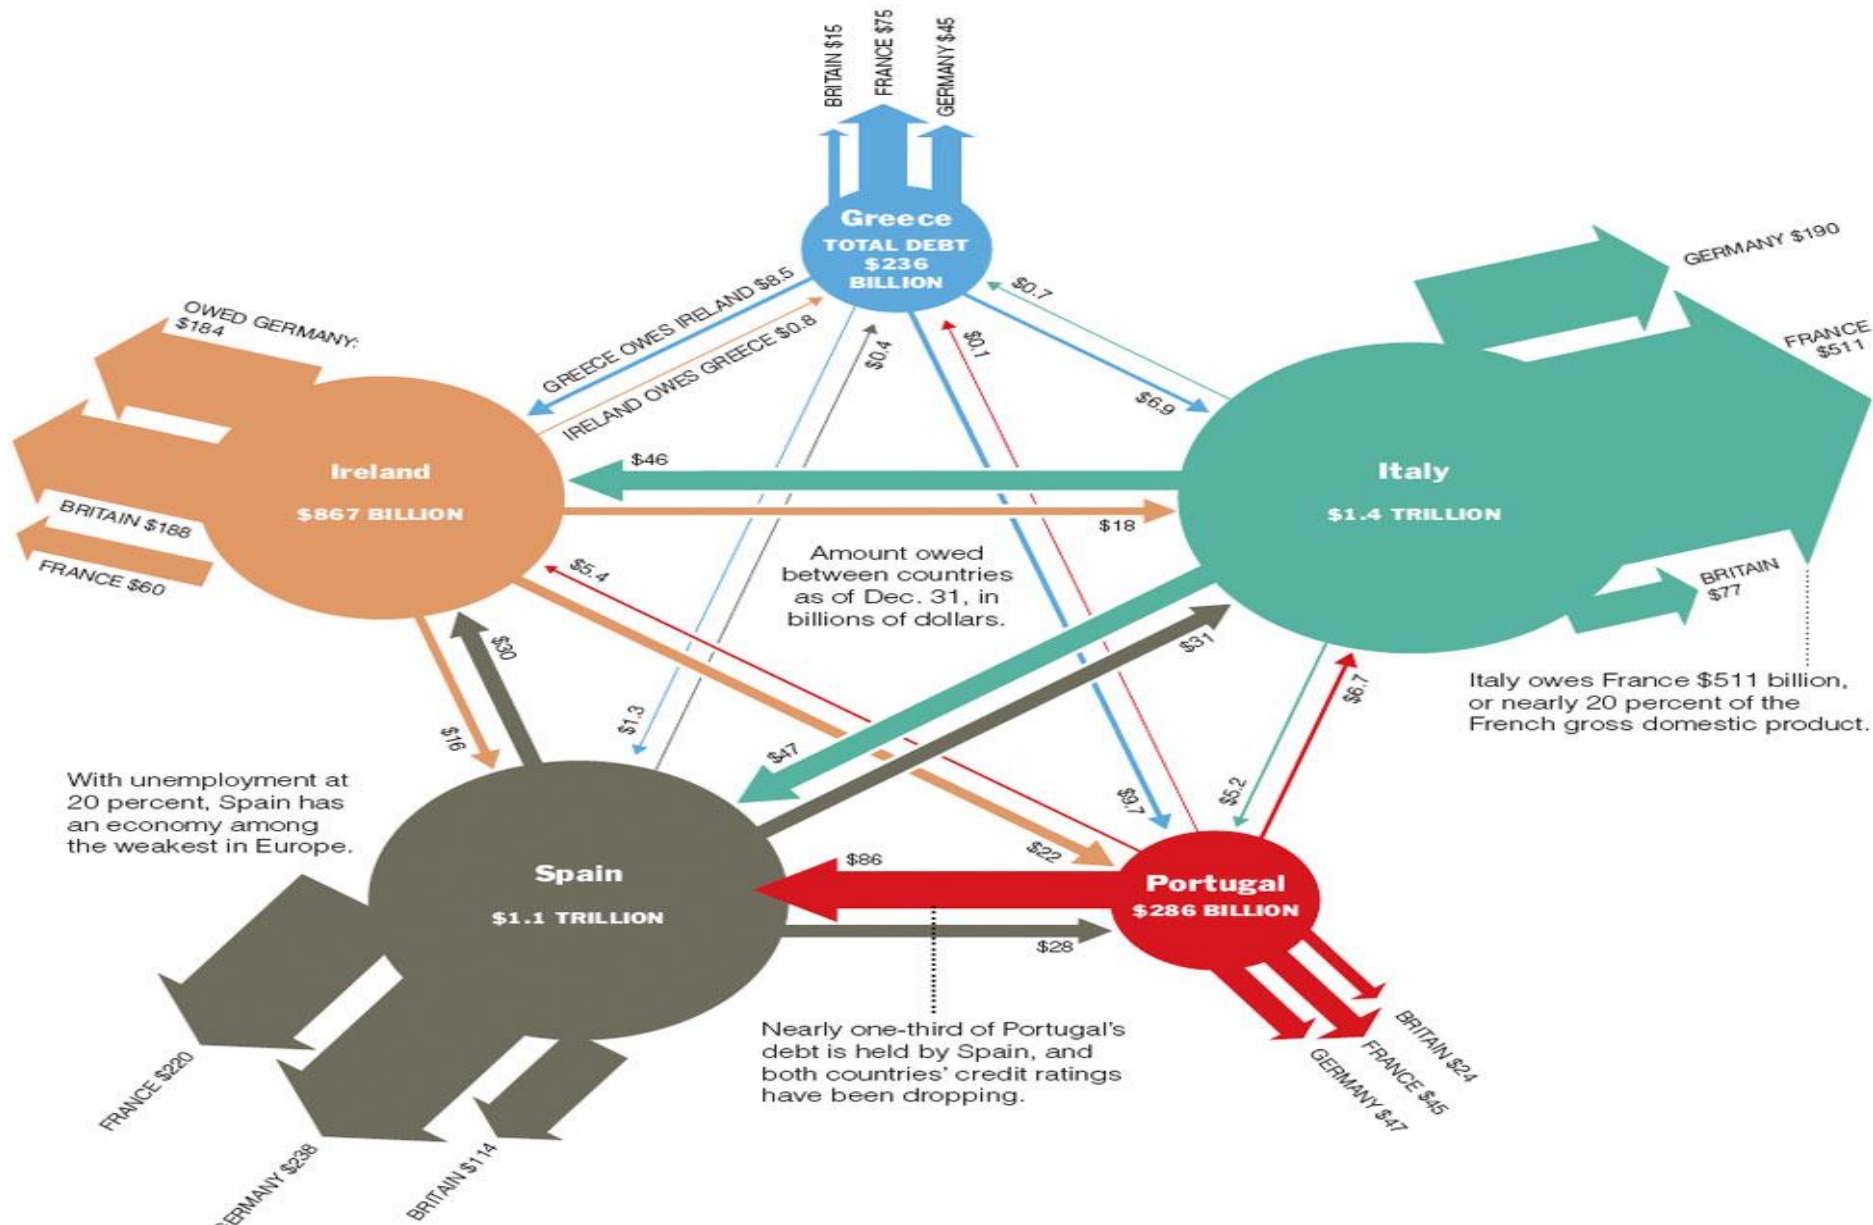 BRITAIN $15
FRANCE $75
GERMANY $45
Greece
TOTAL DEBT
$236
BILLION
GREECE OWES IRELAND $8.5
IRELAND OWES GREECE $0.8
$0.4
$0.1
$0.7
$6.9
OWED GERMANY:
$184
BRITAIN $188
FRANCE $60
Ireland
$867 BILLION
$46
$18
GERMANY $190
FRANCE
$511
Italy
$1.4 TRILLION
BRITAIN
$77
Amount owed
between countries
as of Dec. 31, in
billions of dollars.
$5.4
$30
$16
$1.3
$47
$31
$22
$9.7
$5.2
$6.7
Italy owes France $511 billion,
or nearly 20 percent of the
French gross domestic product.
With unemployment at
20 percent, Spain has
an economy among
the weakest in Europe.
Spain
$1.1 TRILLION
$86
$28
Portugal
$286 BILLION
Nearly one-third of Portugal's
debt is held by Spain, and
both countries' credit ratings
have been dropping.
FRANCE $220
GERMANY $238
BRITAIN $114
BRITAIN $24
FRANCE $45
GERMANY $47